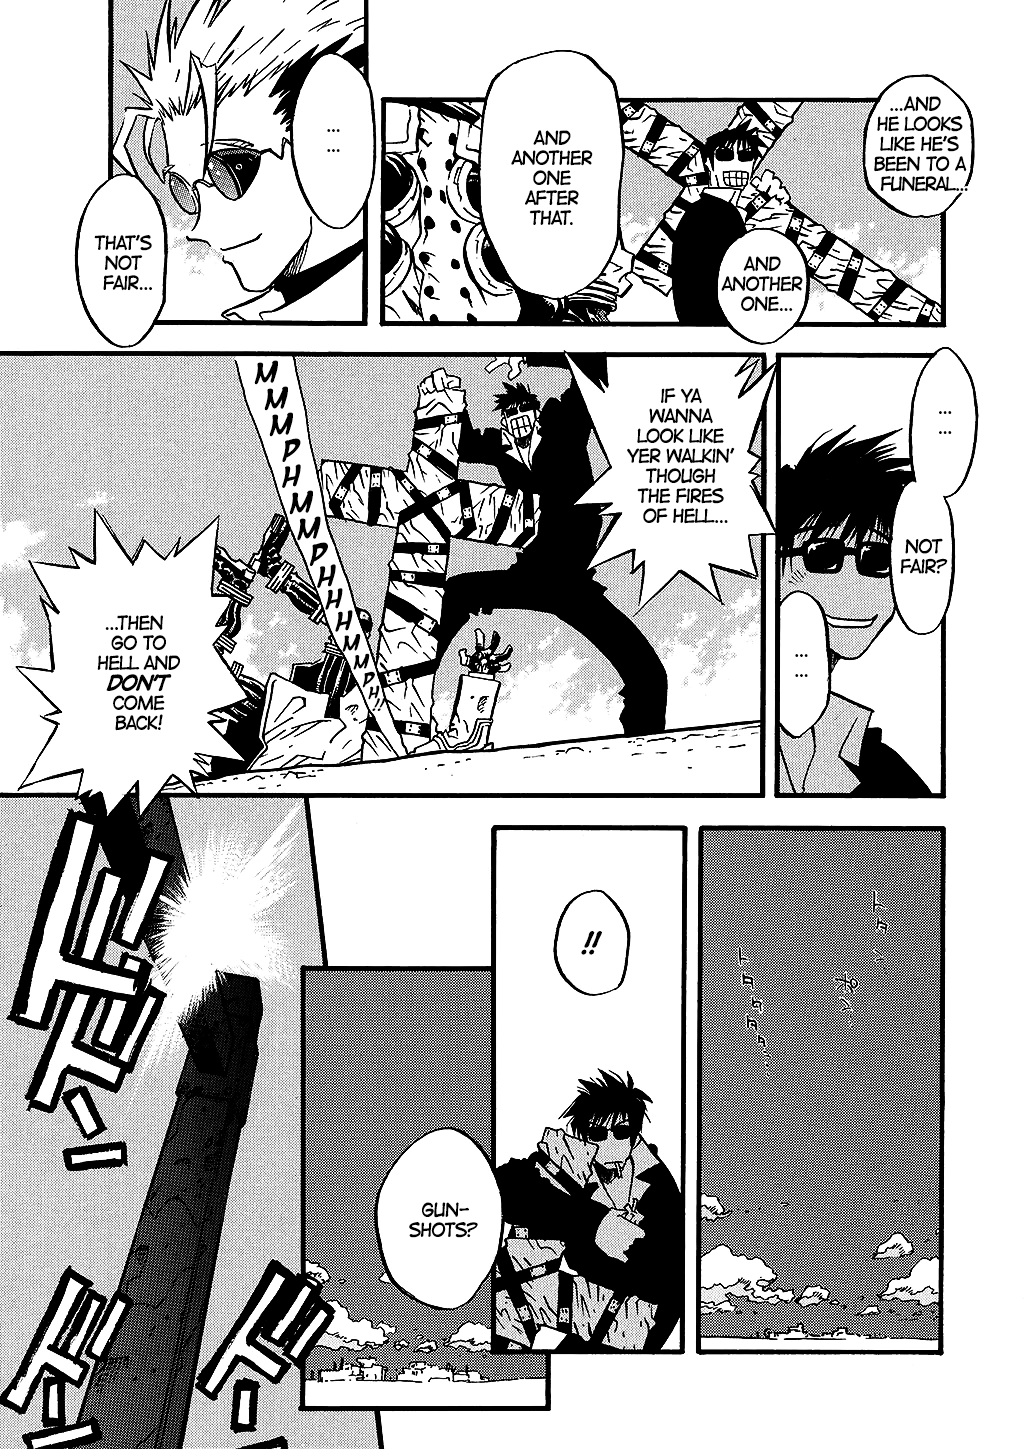 ...AND
HE LOOKS
LIKE HE'S
BEEN TO A
FUNERAL...
AND
ANOTHER
ONE...
AND
ANOTHER
ONE
AFTER
THAT.
...
...
THAT'S
NOT
FAIR...
...
...
NOT
FAIR?
...
...
IF YA
WANNA
LOOK LIKE
YER WALKIN'
THOUGH
THE FIRES
OF HELL...
MMMDHMMDHHHMMDH!!
...THEN
GO TO
HELL AND
DON'T
COME
BACK!
!!
GUN-
SHOTS?